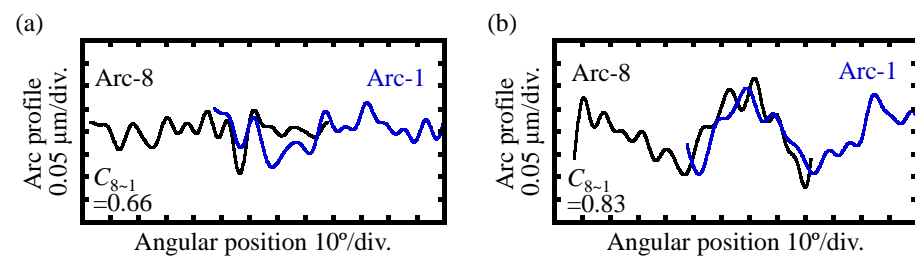 (a)
Arc profile
0.05 μm/div.
Arc-8
Arc-1
C8~1
=0.66
Angular position 10º/div.
(b)
Arc profile
0.05 μm/div.
Arc-8
Arc-1
C8~1
=0.83
Angular position 10º/div.